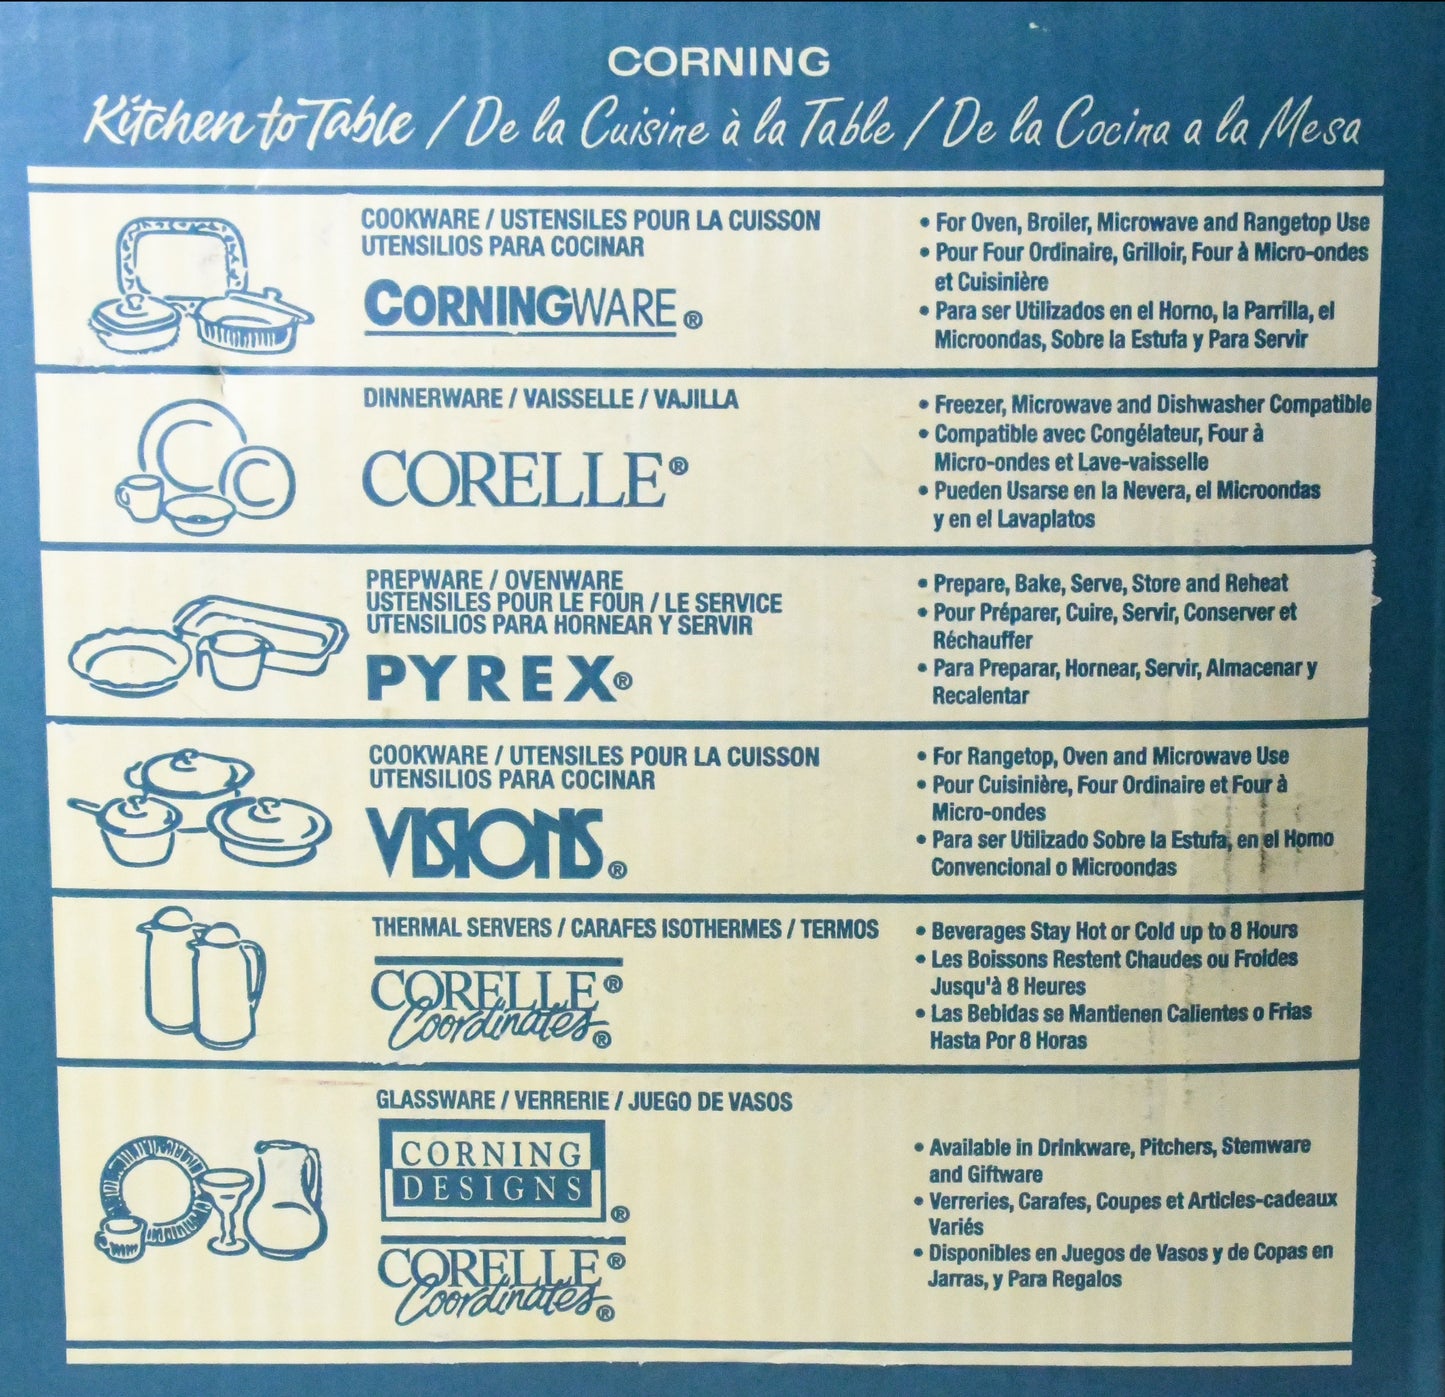 CORNING
Kitchen to Table / De la Cuisine à la Table / De la Cocina a la Mesa
COOKWARE / USTENSILES POUR LA CUISSON
UTENSILIOS PARA COCINAR
CORNINGWARE®
• For Oven, Broiler, Microwave and Rangetop Use
• Pour Four Ordinaire, Grilloir, Four à Micro-ondes
et Cuisinière
• Para ser Utilizados en el Horno, la Parrilla, el
Microondas, Sobre la Estufa y Para Servir
DINNERWARE / VAISSELLE / VAJILLA
CORELLE®
• Freezer, Microwave and Dishwasher Compatible
• Compatible avec Congélateur, Four à
Micro-ondes et Lave-vaisselle
• Pueden Usarse en la Nevera, el Microondas
y en el Lavaplatos
PREPWARE / OVENWARE
USTENSILES POUR LE FOUR / LE SERVICE
UTENSILIOS PARA HORNEAR Y SERVIR
PYREX®
• Prepare, Bake, Serve, Store and Reheat
• Pour Préparer, Cuire, Servir, Conserver et
Réchauffer
• Para Preparar, Hornear, Servir, Almacenar y
Recalentar
COOKWARE / UTENSILES POUR LA CUISSON
UTENSILIOS PARA COCINAR
VISIONS®
• For Rangetop, Oven and Microwave Use
• Pour Cuisinière, Four Ordinaire et Four à
Micro-ondes
• Para ser Utilizado Sobre la Estufa, en el Horno
Convencional o Microondas
THERMAL SERVERS / CARAFES ISOTHERMES / TERMOS
CORELLE®
Coordinates®
• Beverages Stay Hot or Cold up to 8 Hours
• Les Boissons Restent Chaudes ou Froides
Jusqu'à 8 Heures
• Las Bebidas se Mantienen Calientes o Frias
Hasta Por 8 Horas
GLASSWARE / VERRERIE / JUEGO DE VASOS
CORNING
DESIGNS®
CORELLE®
Coordinates®
• Available in Drinkware, Pitchers, Stemware
and Giftware
• Verreries, Carafes, Coupes et Articles-cadeaux
Variés
• Disponibles en Juegos de Vasos y de Copas en
Jarras, y Para Regalos